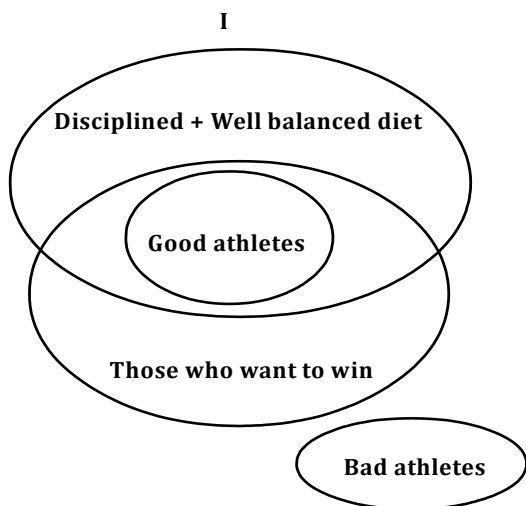 I
Disciplined + Well balanced diet
Good athletes
Those who want to win
Bad athletes